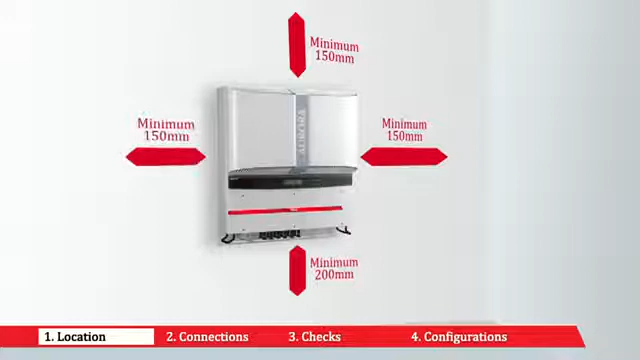 Minimum
150mm
Minimum
150mm
AURORA
Minimum
150mm
Minimum
200mm
1. Location
2. Connections
3. Checks
4. Configurations